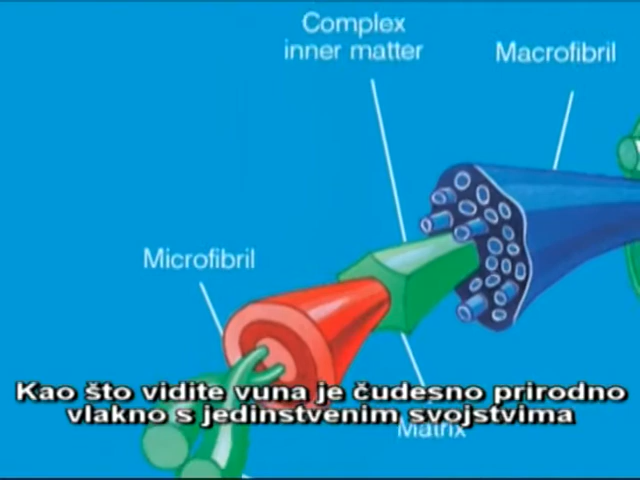 Complex
inner matter
Macrofibril
Microfibril
Kao što vidite vuna je čudesno prirodno
vlakno s jedinstvenim svojstvima
Matrix